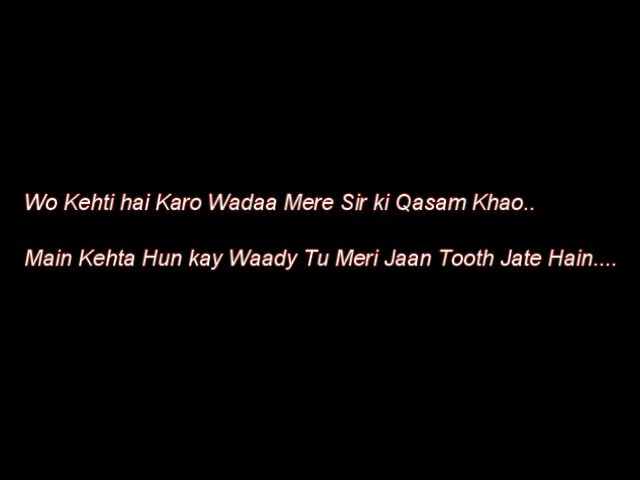 Wo Kehti hai Karo Wadaa Mere Sir ki Qasam Khao..
Main Kehta Hun kay Waady Tu Meri Jaan Tooth Jate Hain....